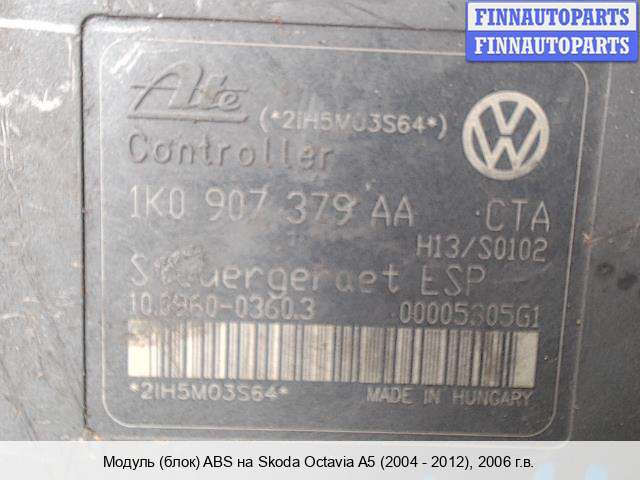 FINNAUTOPARTS
FINNAUTOPARTS
Ate (*2IH5M03S64*)
Controller
1K0 907 379 AA CTA
H13/S0102
Steuergeraet ESP
10.0960-0360.3
*2IH5M03S64*
MADE IN HUNGARY
Модуль (блок) ABS на Skoda Octavia A5 (2004 - 2012), 2006 г.в.